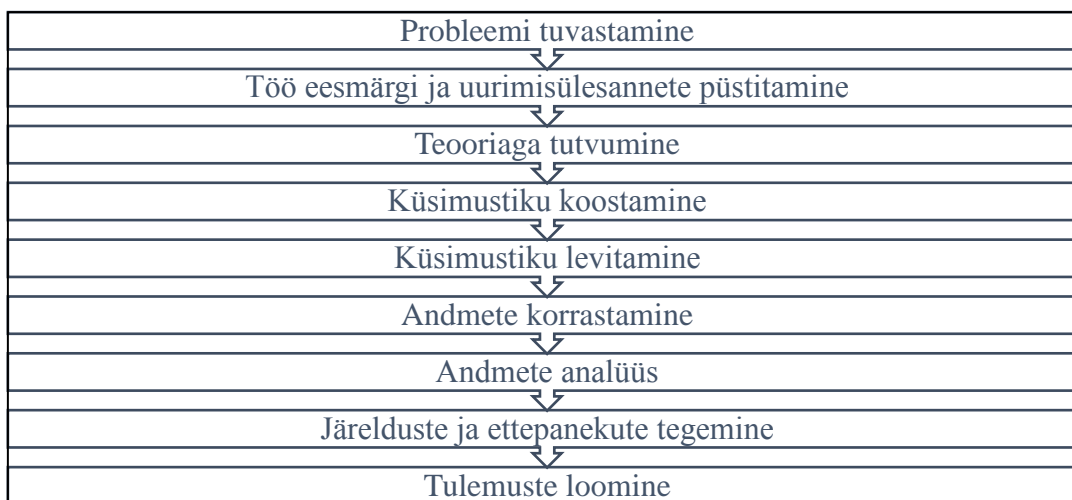 Probleemi tuvastamine
Töö eesmärgi ja uurimisülesannete püstitamine
Teooriaga tutvumine
Küsimustiku koostamine
Küsimustiku levitamine
Andmete korrastamine
Andmete analüüs
Järelduste ja ettepanekute tegemine
Tulemuste loomine